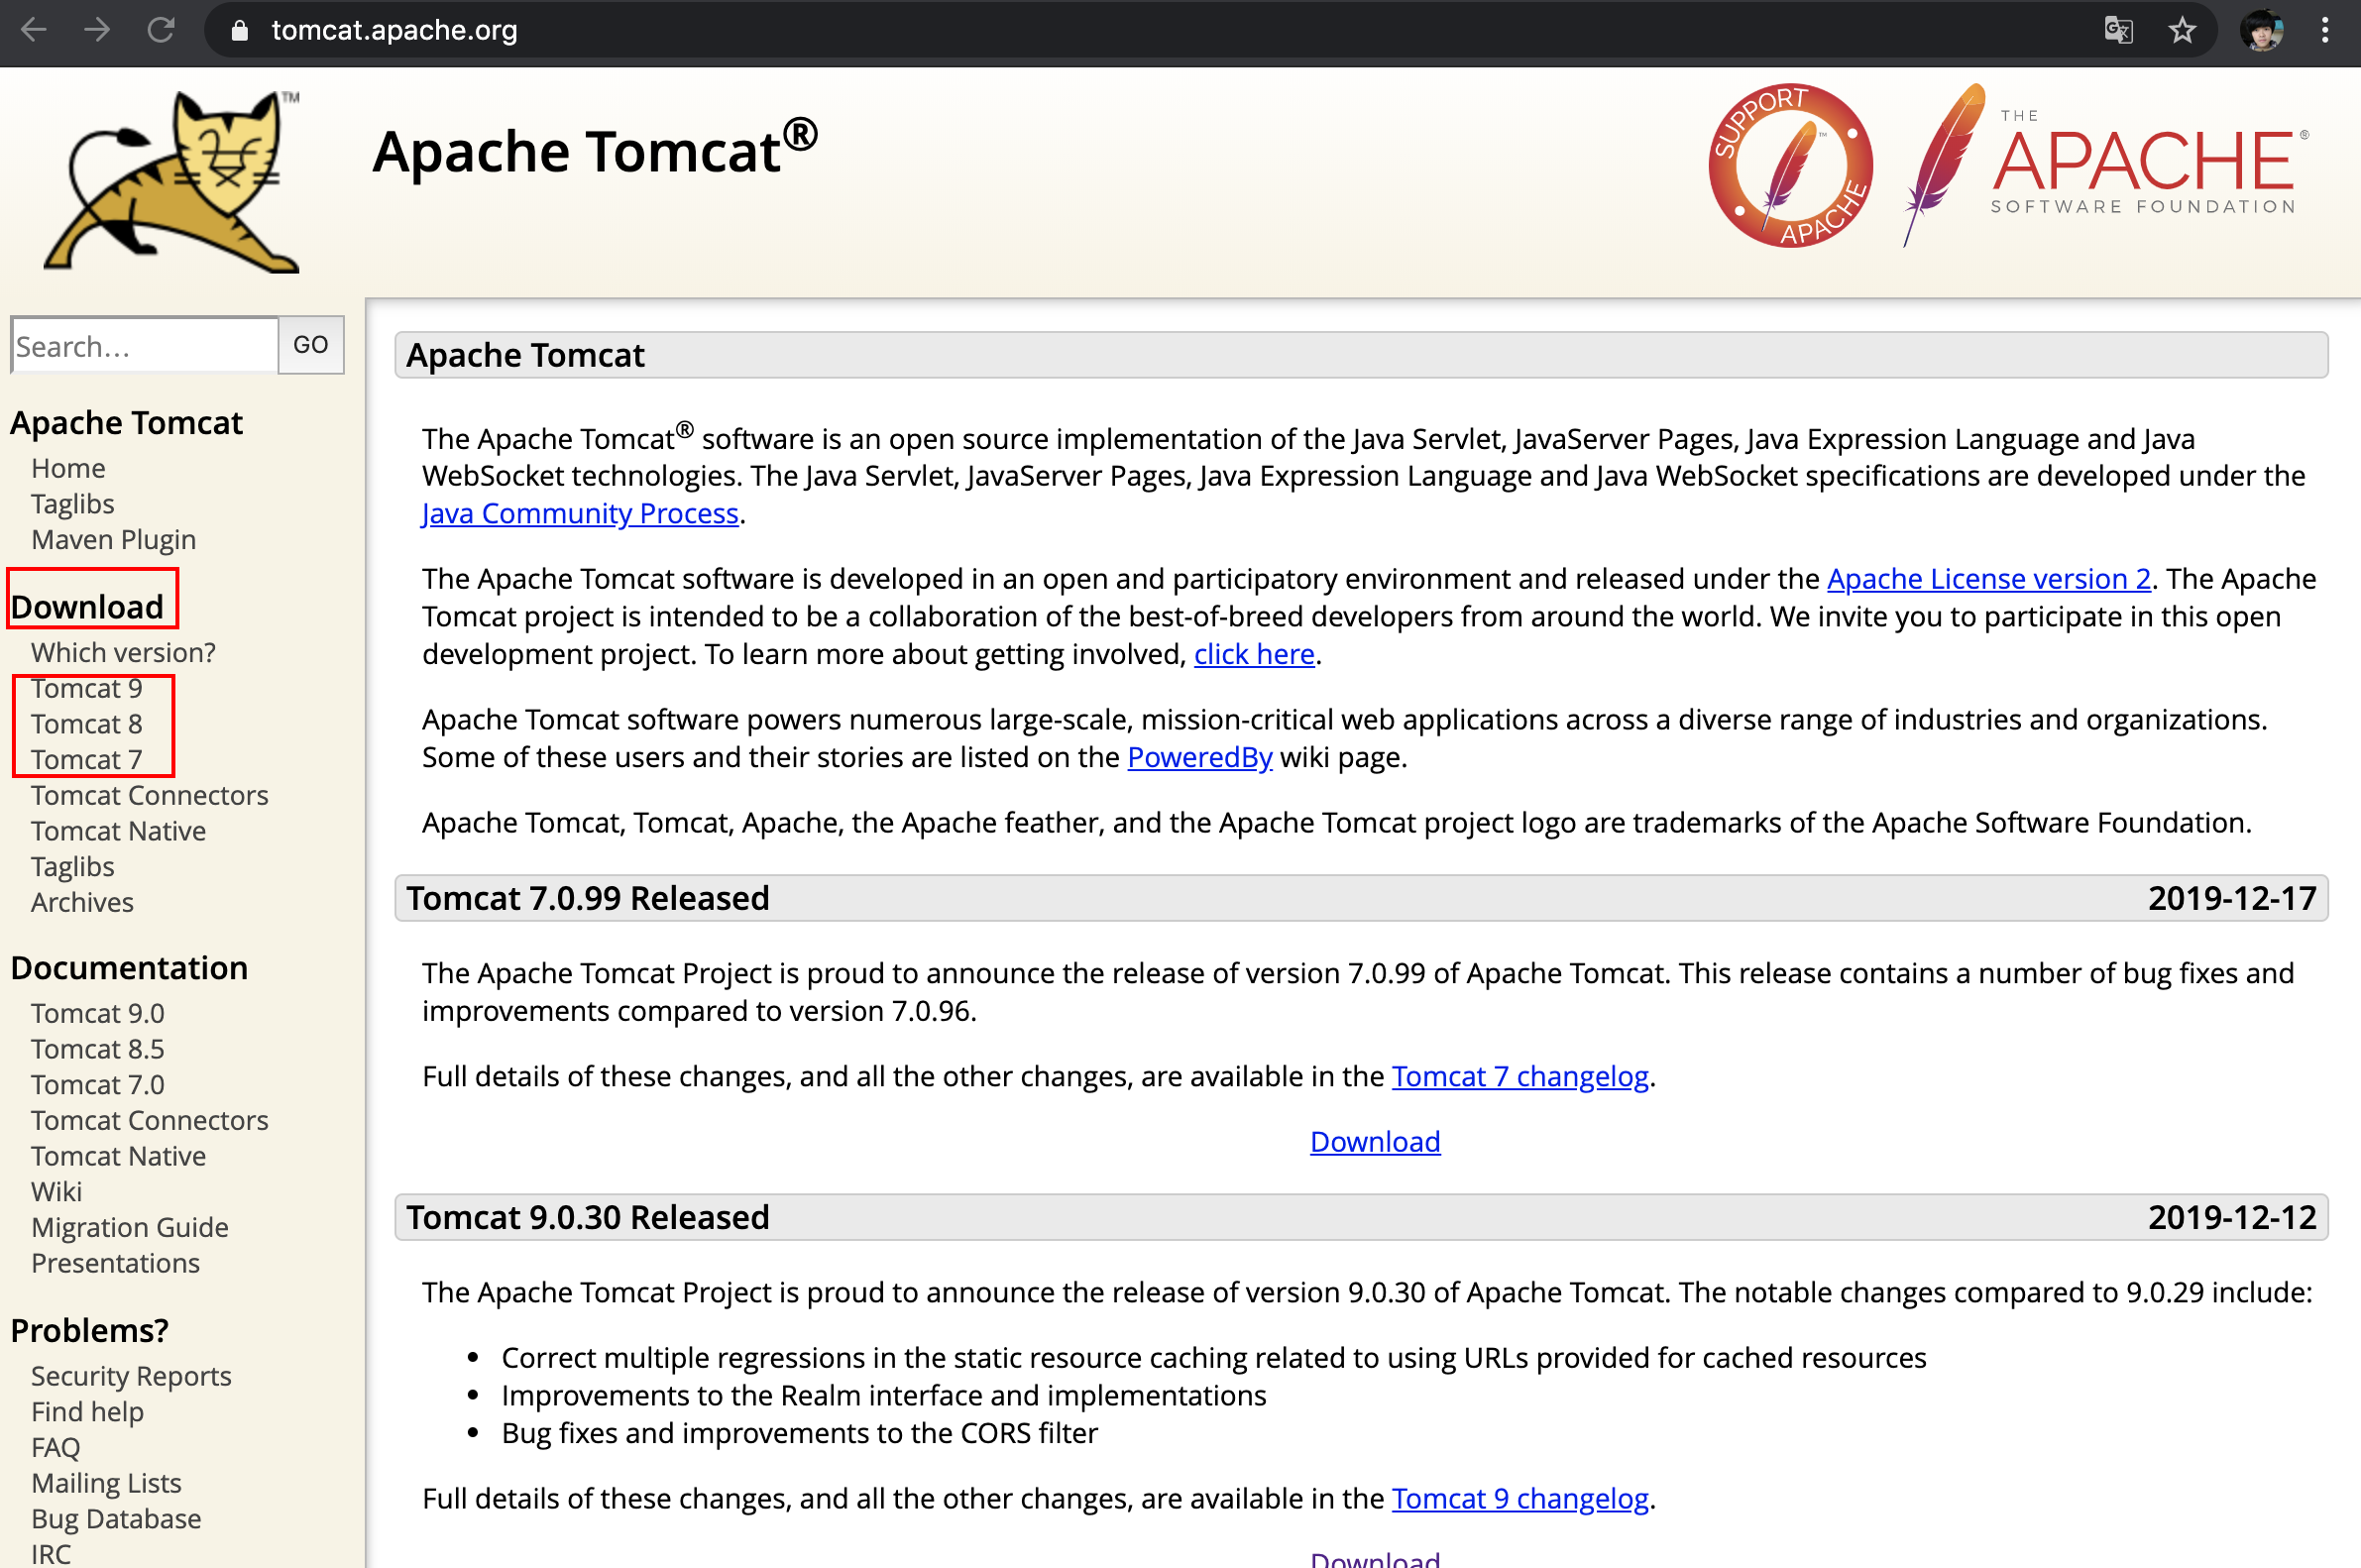 tomcat.apache.org
TM
Apache Tomcat®
SUPPORT APACHE
TM
THE
APACHE®
SOFTWARE FOUNDATION
Search...
GO
Apache Tomcat
Home
Taglibs
Maven Plugin
Download
Which version?
Tomcat 9
Tomcat 8
Tomcat 7
Tomcat Connectors
Tomcat Native
Taglibs
Archives
Documentation
Tomcat 9.0
Tomcat 8.5
Tomcat 7.0
Tomcat Connectors
Tomcat Native
Wiki
Migration Guide
Presentations
Problems?
Security Reports
Find help
FAQ
Mailing Lists
Bug Database
IRC
Apache Tomcat
The Apache Tomcat® software is an open source implementation of the Java Servlet, JavaServer Pages, Java Expression Language and Java
WebSocket technologies. The Java Servlet, JavaServer Pages, Java Expression Language and Java WebSocket specifications are developed under the
Java Community Process.
The Apache Tomcat software is developed in an open and participatory environment and released under the Apache License version 2. The Apache
Tomcat project is intended to be a collaboration of the best-of-breed developers from around the world. We invite you to participate in this open
development project. To learn more about getting involved, click here.
Apache Tomcat software powers numerous large-scale, mission-critical web applications across a diverse range of industries and organizations.
Some of these users and their stories are listed on the PoweredBy wiki page.
Apache Tomcat, Tomcat, Apache, the Apache feather, and the Apache Tomcat project logo are trademarks of the Apache Software Foundation.
Tomcat 7.0.99 Released 2019-12-17
The Apache Tomcat Project is proud to announce the release of version 7.0.99 of Apache Tomcat. This release contains a number of bug fixes and
improvements compared to version 7.0.96.
Full details of these changes, and all the other changes, are available in the Tomcat 7 changelog.
Download
Tomcat 9.0.30 Released 2019-12-12
The Apache Tomcat Project is proud to announce the release of version 9.0.30 of Apache Tomcat. The notable changes compared to 9.0.29 include:
• Correct multiple regressions in the static resource caching related to using URLs provided for cached resources
• Improvements to the Realm interface and implementations
• Bug fixes and improvements to the CORS filter
Full details of these changes, and all the other changes, are available in the Tomcat 9 changelog.
Download